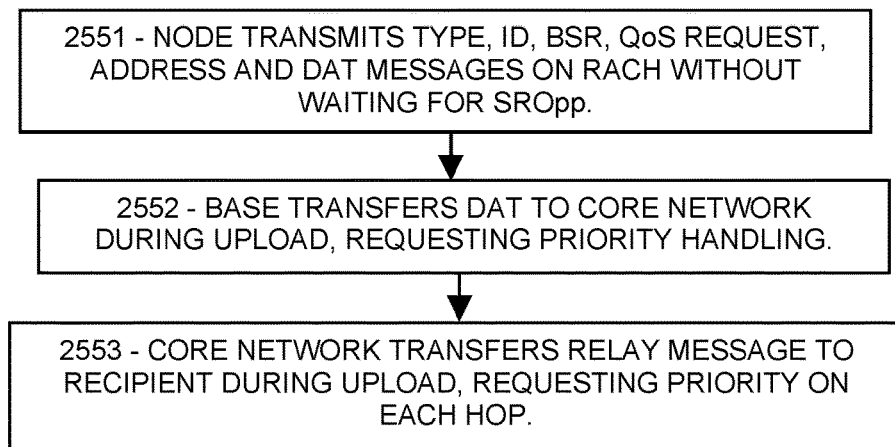 2551 - NODE TRANSMITS TYPE, ID, BSR, QoS REQUEST,
ADDRESS AND DAT MESSAGES ON RACH WITHOUT
WAITING FOR SROpp.
2552 - BASE TRANSFERS DAT TO CORE NETWORK
DURING UPLOAD, REQUESTING PRIORITY HANDLING.
2553 - CORE NETWORK TRANSFERS RELAY MESSAGE TO
RECIPIENT DURING UPLOAD, REQUESTING PRIORITY ON
EACH HOP.